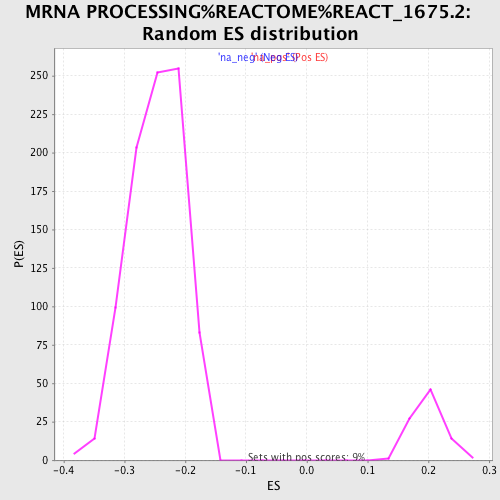 MRNA PROCESSING%REACTOME%REACT_1675.2:
Random ES distribution
'na_neg' (Neg ES)
'na_pos' (Pos ES)
250
225
200
175
150
125
100
75
50
25
0
P(ES)
Sets with pos scores: 9%
-0.4 -0.3 -0.2 -0.1 0.0 0.1 0.2 0.3
ES